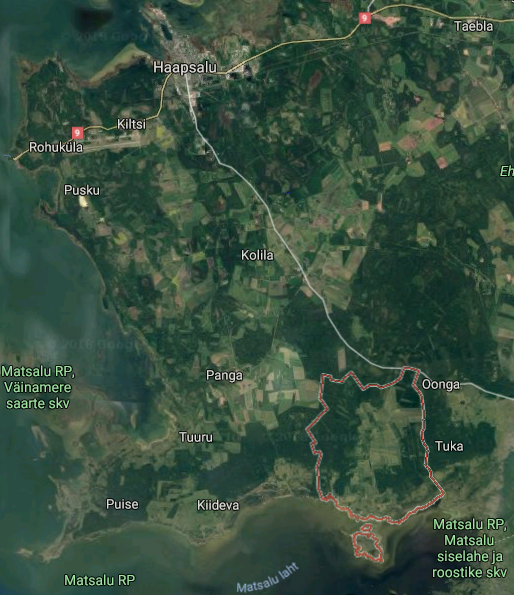 9
Taebla
Haapsalu
Kiltsi
9
Rohuküla
Eh
Pusku
Kolila
Matsalu RP,
Väinamere
saarte skv
Panga
Oonga
Tuuru
Tuka
Puise
Kiideva
Matsalu RP,
Matsalu
siselahe ja
roostike skv
Matsalu RP
Matsalu laht